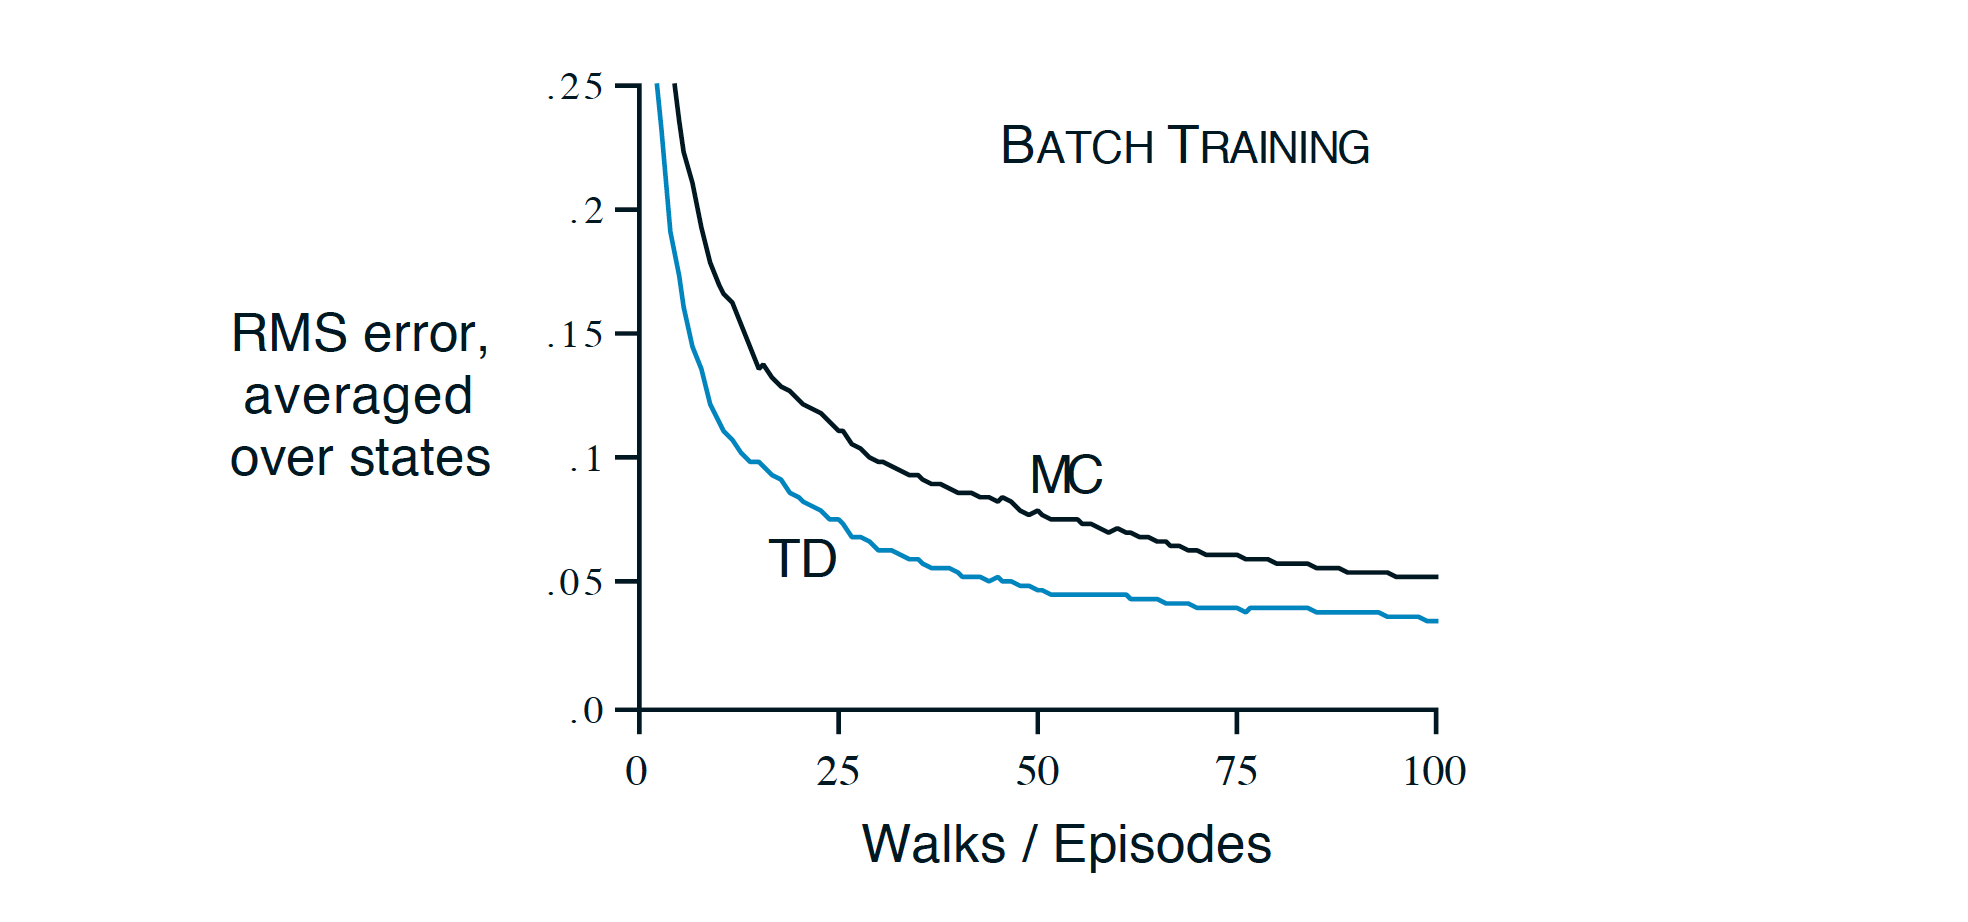 BATCH TRAINING
RMS error,
averaged
over states
.25
.2
.15
.1
.05
.0
MC
TD
0 25 50 75 100
Walks / Episodes